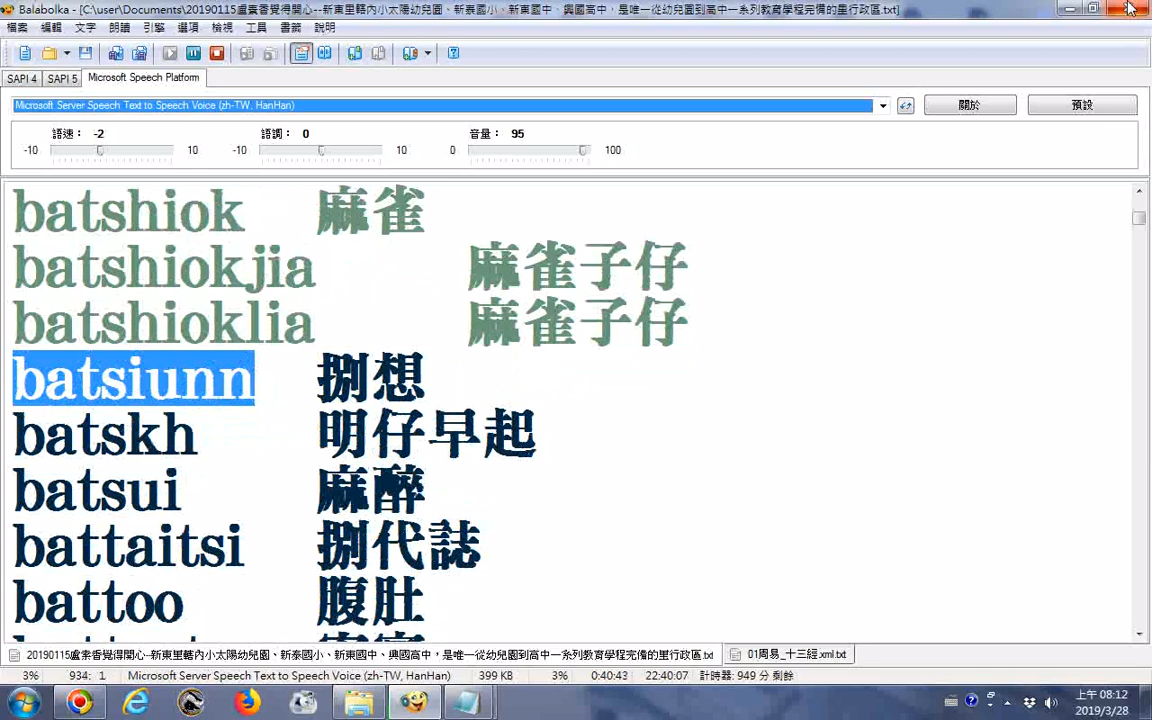 Balabolka - [C:\user\Documents\20190115盧素香覺得開心--新東里轄內小太陽幼兒園、新泰國小、新東國中、興國高中，是唯一從幼兒園到高中一系列教育學程完備的里行政區.txt]
檔案 編輯 文字 朗讀 引擎 選項 檢視 工具 書籤 說明
SAPI 4 SAPI 5 Microsoft Speech Platform
Microsoft Server Speech Text to Speech Voice (zh-TW, HanHan) 關於 預設
語速： -2 語調： 0 音量： 95
-10 10 -10 10 0 100
batshiok 麻雀
batshiokjia 麻雀子仔
batshioklia 麻雀子仔
batsiunn 捌想
batskh 明仔早起
batsui 麻醉
battaitsi 捌代誌
battoo 腹肚
20190115盧素香覺得開心--新東里轄內小太陽幼兒園、新泰國小、新東國中、興國高中，是唯一從幼兒園到高中一系列教育學程完備的里行政區.txt 01周易_十三經.xml.txt
3% 934: 1 Microsoft Server Speech Text to Speech Voice (zh-TW, HanHan) 399 KB 3% 0:40:43 22:40:07 計時器: 949 分 剩餘
上午 08:12
2019/3/28